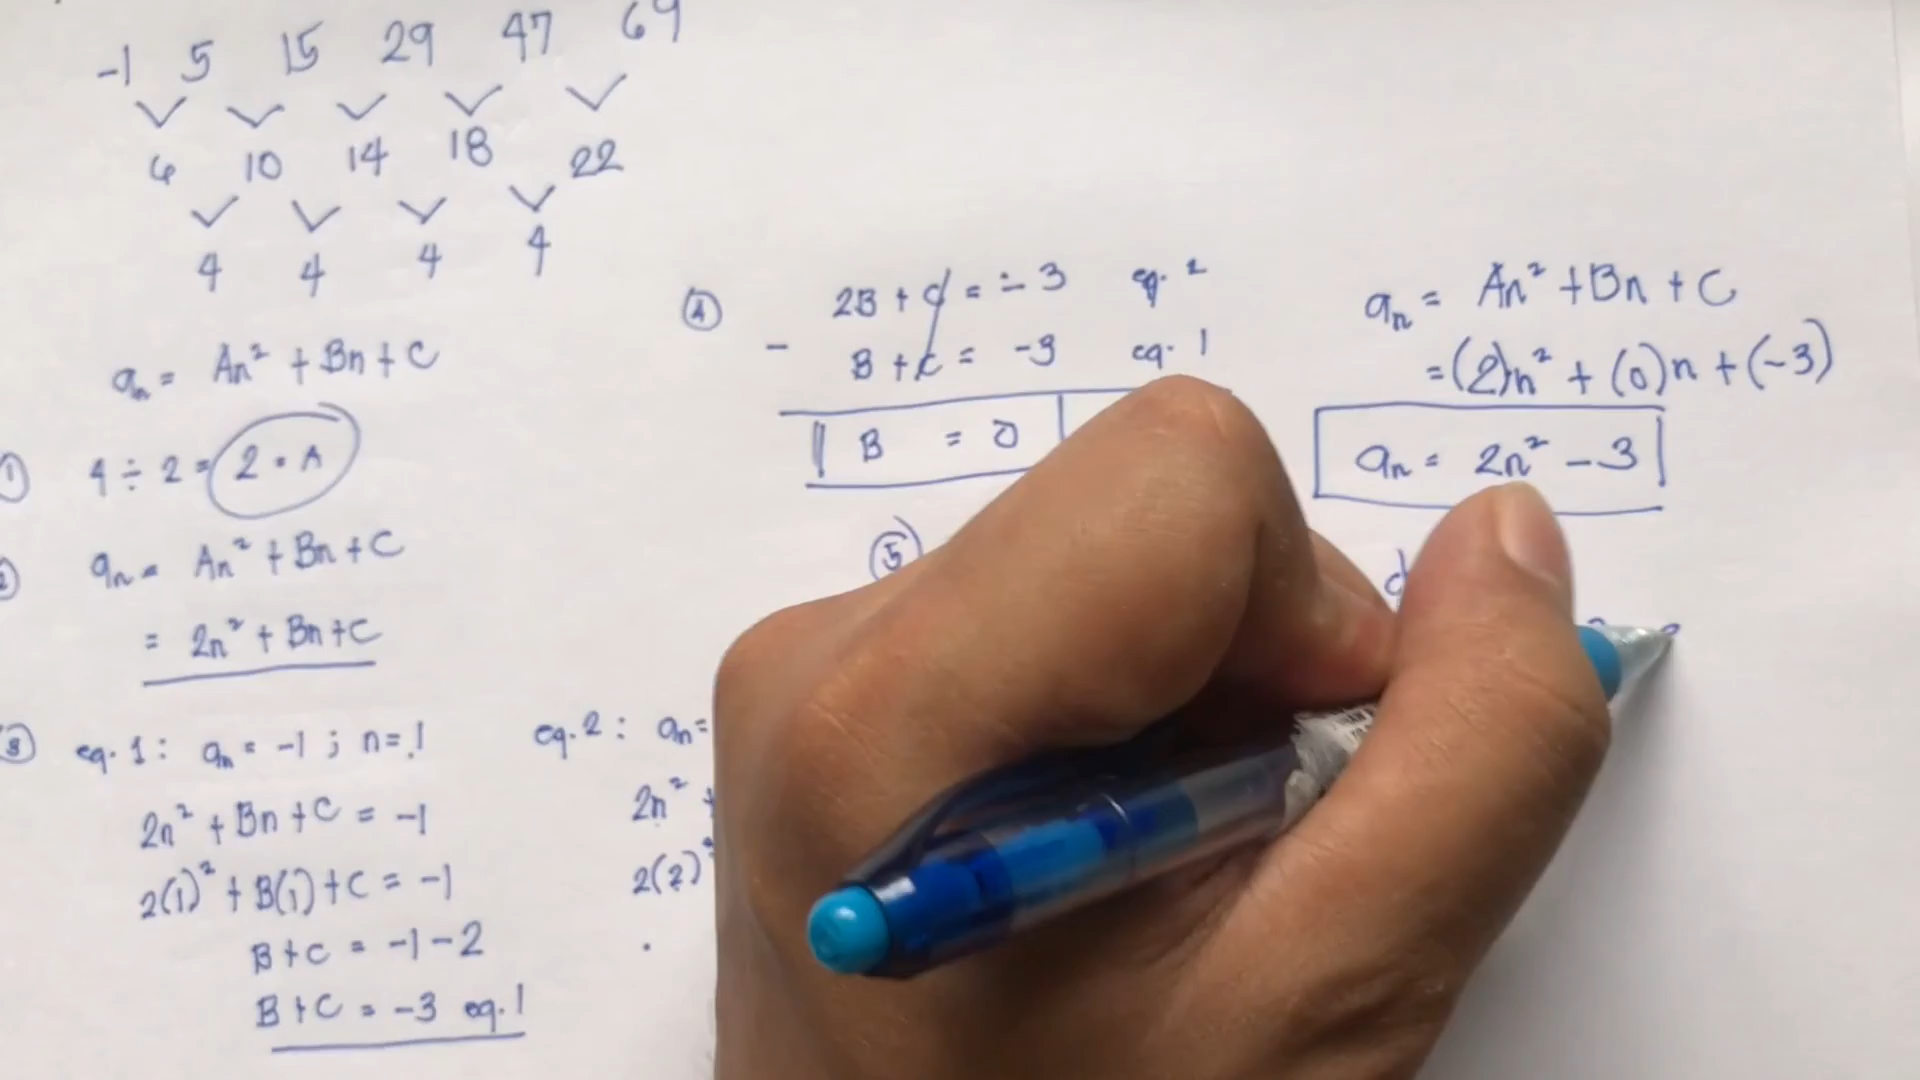 -1 5 15 29 47 69
6 10 14 18 22
4 4 4 4
aₙ = An² + Bn + C
① 4 ÷ 2 = 2 = A
② aₙ = An² + Bn + C
= 2n² + Bn + C
③ eq. 1: aₙ = -1 ; n = 1
2n² + Bn + C = -1
2(1)² + B(1) + C = -1
B + C = -1 - 2
B + C = -3 eq. 1
eq. 2: aₙ =
2n² +
2(2)²
④ 2B + C = -3 eq. 2
- B + C = -3 eq. 1
B = 0
⑤
aₙ = An² + Bn + C
= (2)n² + (0)n + (-3)
aₙ = 2n² - 3